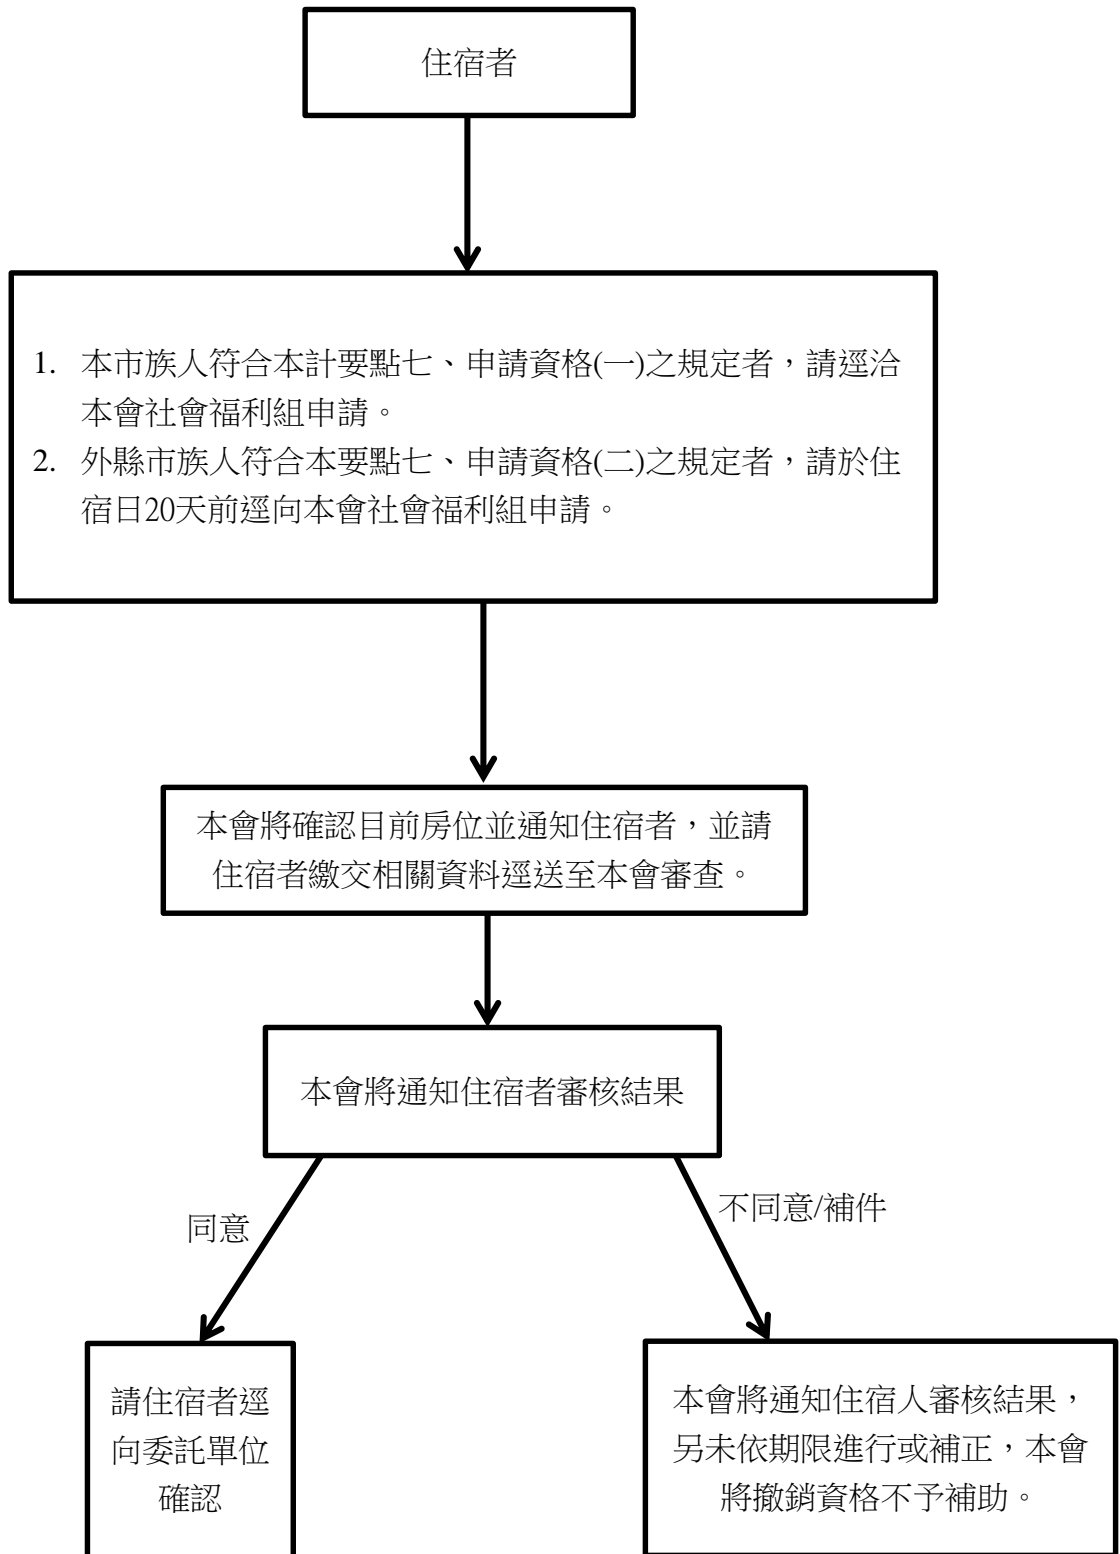 住宿者
1. 本市族人符合本計要點七、申請資格(一)之規定者，請逕洽
本會社會福利組申請。
2. 外縣市族人符合本要點七、申請資格(二)之規定者，請於住
宿日20天前逕向本會社會福利組申請。
本會將確認目前房位並通知住宿者，並請
住宿者繳交相關資料逕送至本會審查。
本會將通知住宿者審核結果
同意
不同意/補件
請住宿者逕
向委託單位
確認
本會將通知住宿人審核結果，
另未依期限進行或補正，本會
將撤銷資格不予補助。